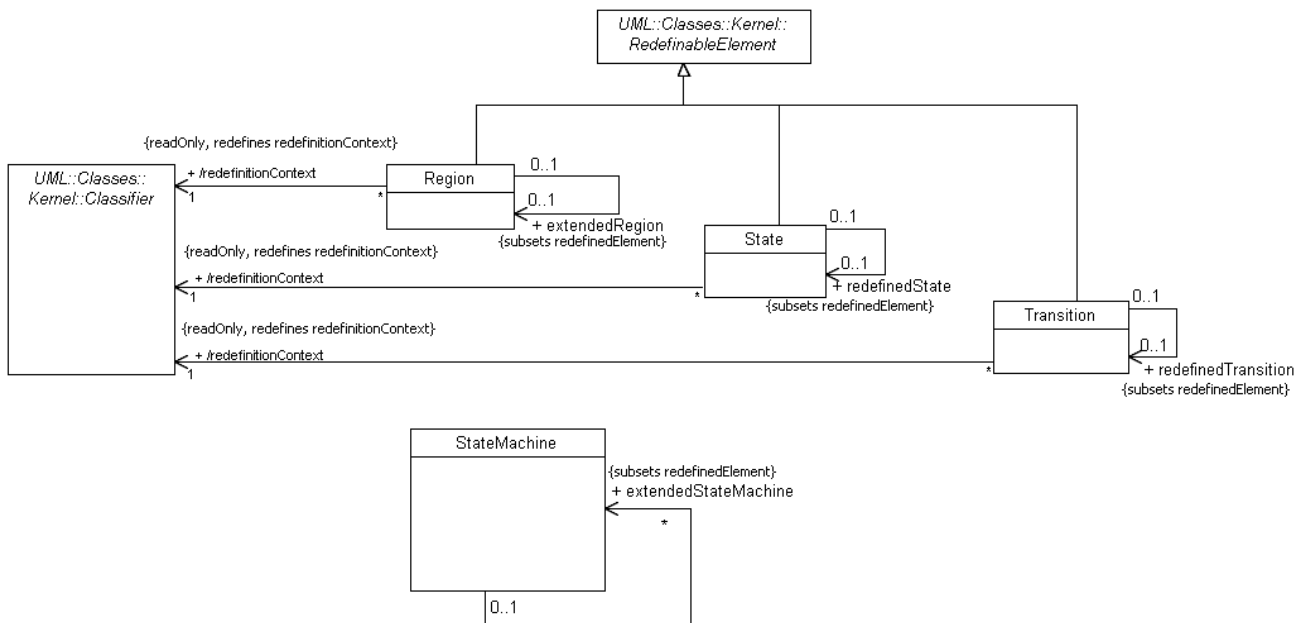 UML::Classes::Kernel::
RedefinableElement
{readOnly, redefines redefinitionContext}
UML::Classes::
Kernel::Classifier
+ /redefinitionContext
1
*
Region
0..1
0..1
+ extendedRegion
{subsets redefinedElement}
{readOnly, redefines redefinitionContext}
+ /redefinitionContext
1
*
State
0..1
0..1
+ redefinedState
{subsets redefinedElement}
{readOnly, redefines redefinitionContext}
+ /redefinitionContext
1
*
Transition
0..1
0..1
+ redefinedTransition
{subsets redefinedElement}
StateMachine
{subsets redefinedElement}
+ extendedStateMachine
*
0..1